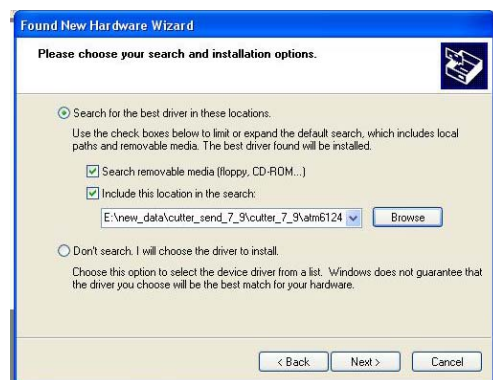 Found New Hardware Wizard
Please choose your search and installation options.
Search for the best driver in these locations.
Use the check boxes below to limit or expand the default search, which includes local
paths and removable media. The best driver found will be installed.
Search removable media (floppy, CD-ROM...)
Include this location in the search:
E:\new_data\cutter_send_7_9\cutter_7_9\atm6124
Browse
Don't search. I will choose the driver to install.
Choose this option to select the device driver from a list. Windows does not guarantee that
the driver you choose will be the best match for your hardware.
< Back Next > Cancel